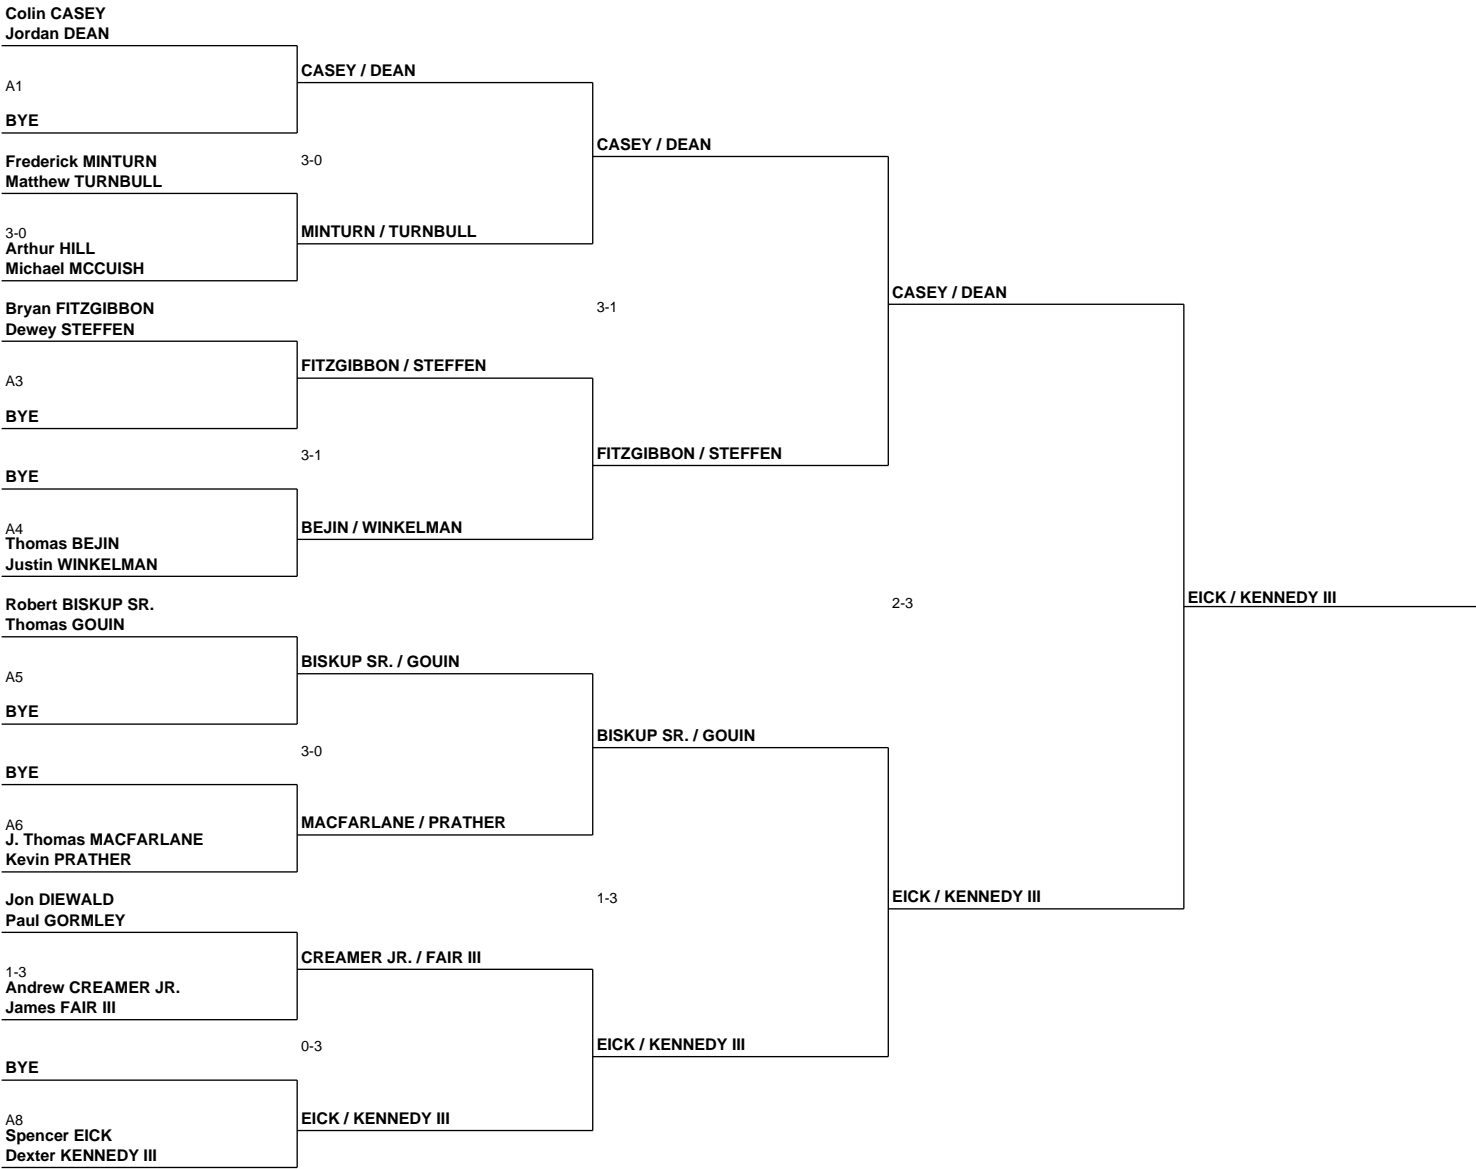 Colin CASEY
Jordan DEAN
A1
BYE
Frederick MINTURN
Matthew TURNBULL
3-0
Arthur HILL
Michael MCCUISH
Bryan FITZGIBBON
Dewey STEFFEN
A3
BYE
BYE
A4
Thomas BEJIN
Justin WINKELMAN
Robert BISKUP SR.
Thomas GOUIN
A5
BYE
BYE
A6
J. Thomas MACFARLANE
Kevin PRATHER
Jon DIEWALD
Paul GORMLEY
1-3
Andrew CREAMER JR.
James FAIR III
BYE
A8
Spencer EICK
Dexter KENNEDY III
CASEY / DEAN
3-0
MINTURN / TURNBULL
FITZGIBBON / STEFFEN
3-1
BEJIN / WINKELMAN
BISKUP SR. / GOUIN
3-0
MACFARLANE / PRATHER
CREAMER JR. / FAIR III
0-3
EICK / KENNEDY III
CASEY / DEAN
3-1
FITZGIBBON / STEFFEN
BISKUP SR. / GOUIN
1-3
EICK / KENNEDY III
CASEY / DEAN
2-3
EICK / KENNEDY III
EICK / KENNEDY III